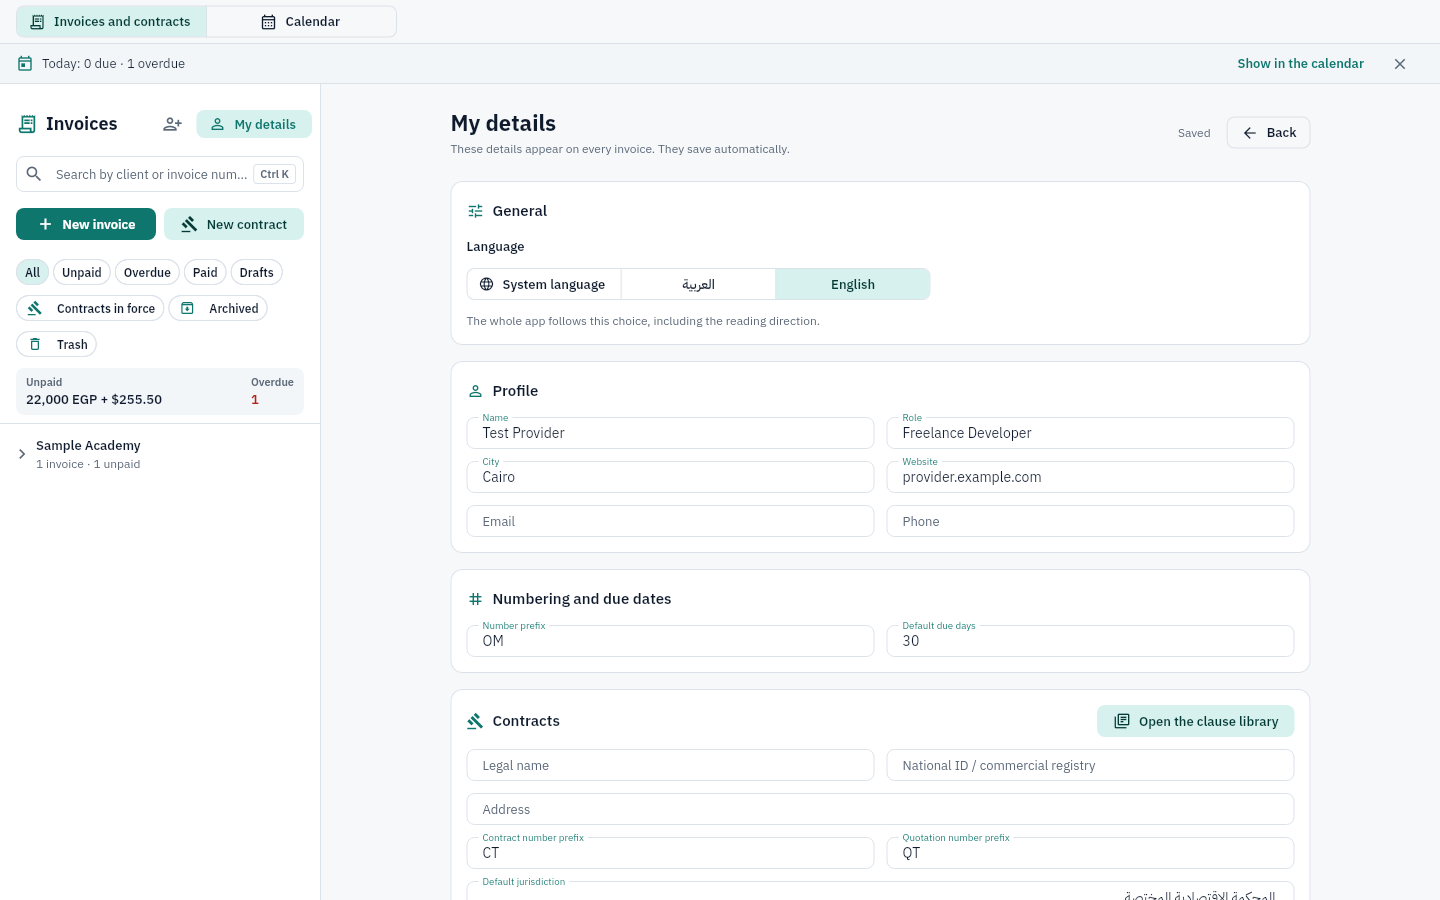 Invoices and contracts
Calendar
Today: 0 due · 1 overdue
Show in the calendar
Invoices
My details
Search by client or invoice num...
Ctrl K
New invoice
New contract
All
Unpaid
Overdue
Paid
Drafts
Contracts in force
Archived
Trash
Unpaid
Overdue
22,000 EGP + $255.50
1
Sample Academy
1 invoice · 1 unpaid
My details
These details appear on every invoice. They save automatically.
Saved
Back
General
Language
System language
العربية
English
The whole app follows this choice, including the reading direction.
Profile
Name
Test Provider
Role
Freelance Developer
City
Cairo
Website
provider.example.com
Email
Phone
Numbering and due dates
Number prefix
OM
Default due days
30
Contracts
Open the clause library
Legal name
National ID / commercial registry
Address
Contract number prefix
CT
Quotation number prefix
QT
Default jurisdiction
المحكمة الاقتصادية المختصة